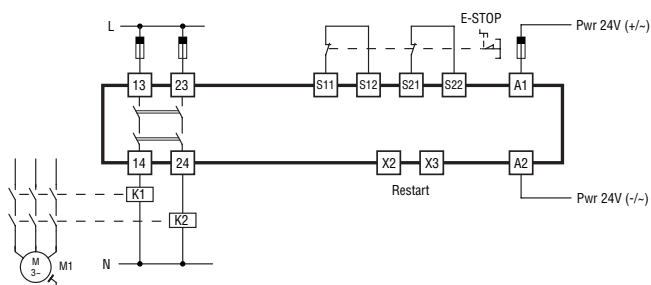 L
E-STOP
Pwr 24V (+/~)
13
23
S11
S12
S21
S22
A1
14
24
X2
X3
A2
Restart
Pwr 24V (-/~)
K1
K2
M
3~
M1
N